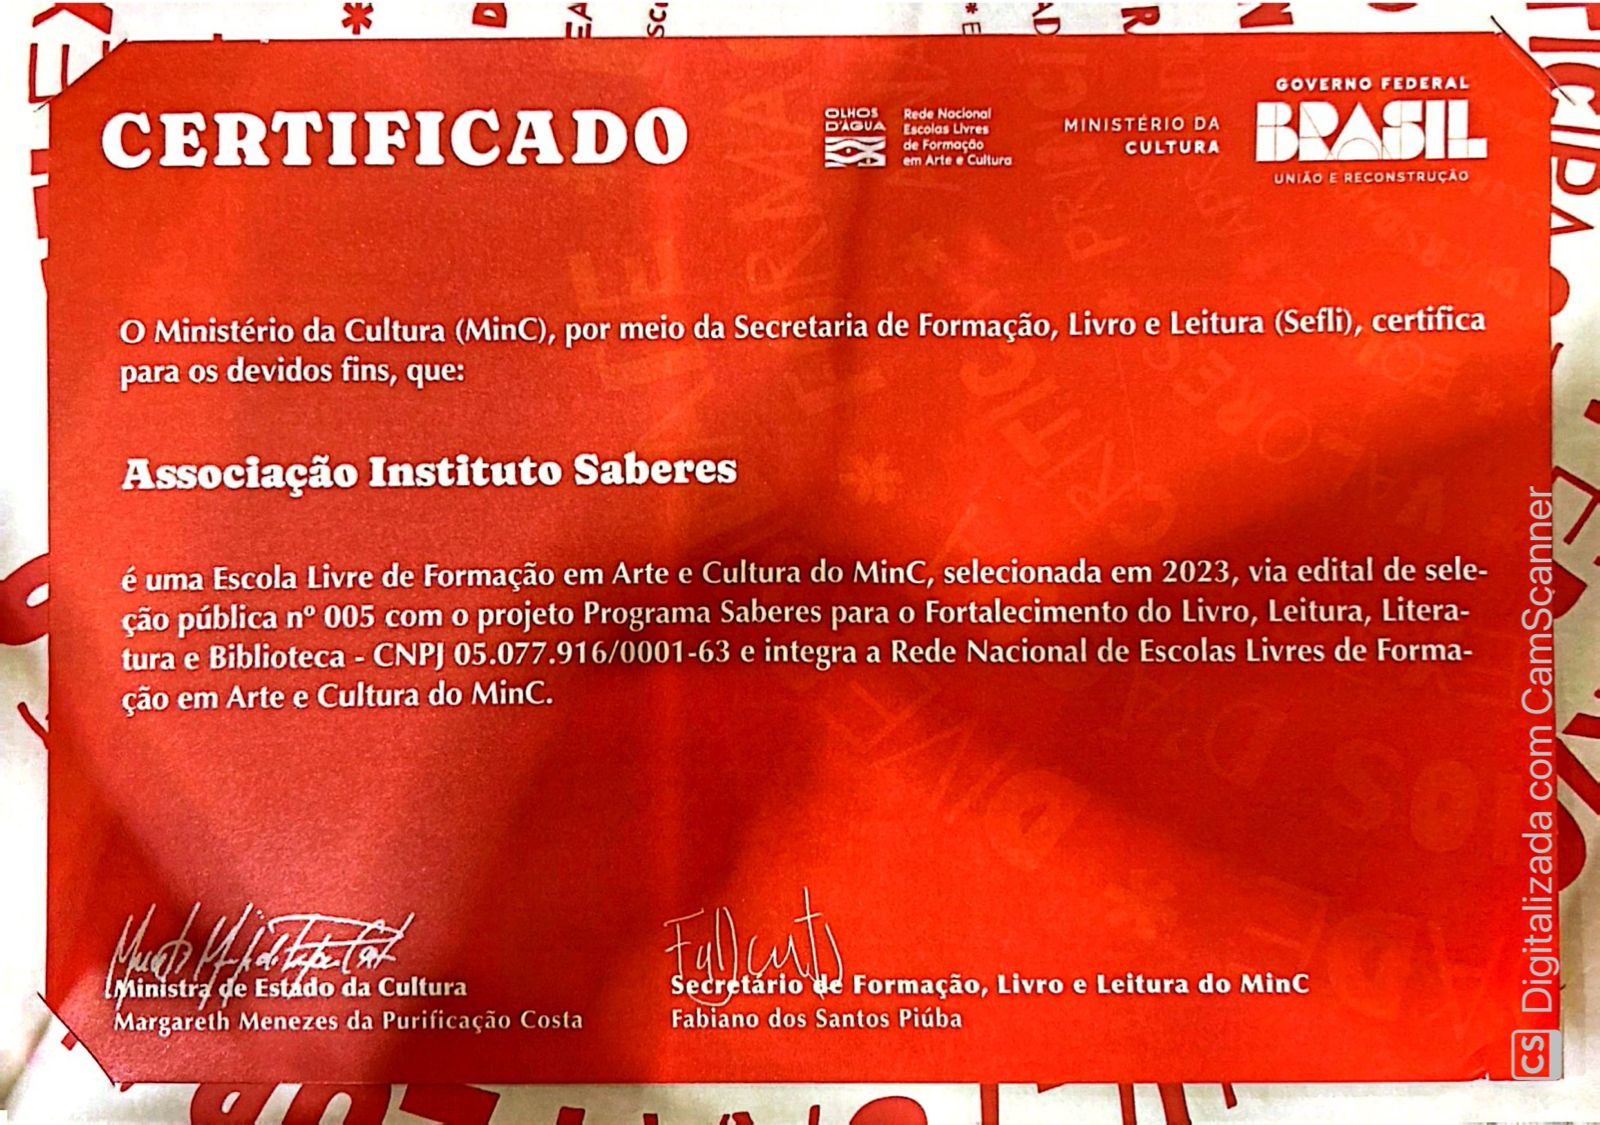 CERTIFICADO
OLHOS
D'ÁGUA
Rede Nacional
Escolas Livres
de Formação
em Arte e Cultura
MINISTÉRIO DA
CULTURA
GOVERNO FEDERAL
BRASIL
UNIÃO E RECONSTRUÇÃO
O Ministério da Cultura (MinC), por meio da Secretaria de Formação, Livro e Leitura (Sefli), certifica
para os devidos fins, que:
Associação Instituto Saberes
é uma Escola Livre de Formação em Arte e Cultura do MinC, selecionada em 2023, via edital de sele-
ção pública nº 005 com o projeto Programa Saberes para o Fortalecimento do Livro, Leitura, Litera-
tura e Biblioteca - CNPJ 05.077.916/0001-63 e integra a Rede Nacional de Escolas Livres de Forma-
ção em Arte e Cultura do MinC.
Ministra de Estado da Cultura
Margareth Menezes da Purificação Costa
Secretário de Formação, Livro e Leitura do MinC
Fabiano dos Santos Piúba
CS Digitalizada com CamScanner